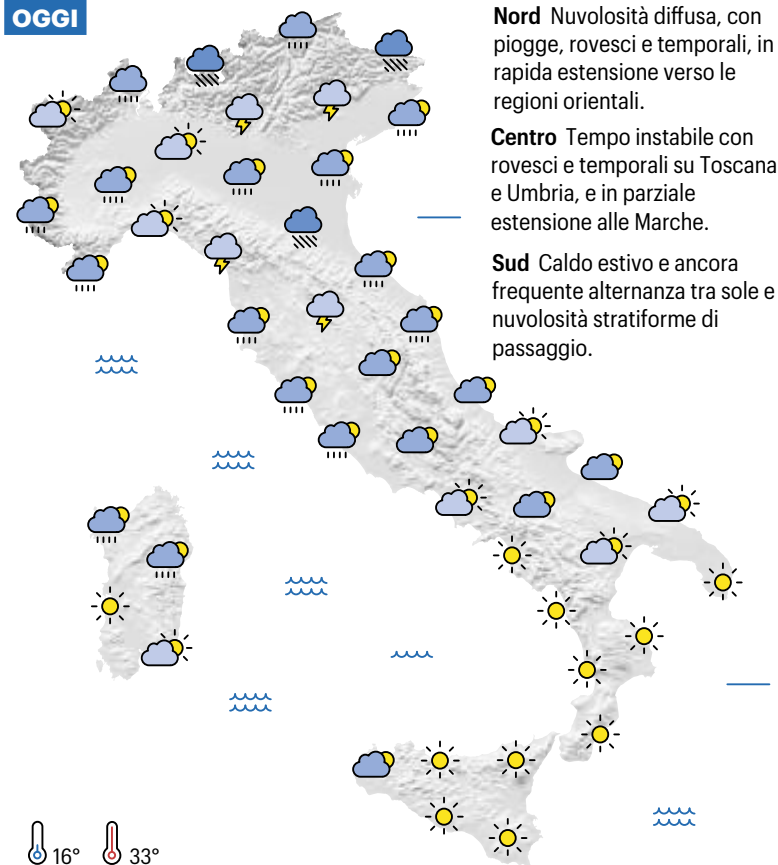 OGGI
Nord Nuvolosità diffusa, con
piogge, rovesci e temporali, in
rapida estensione verso le
regioni orientali.
Centro Tempo instabile con
rovesci e temporali su Toscana
e Umbria, e in parziale
estensione alle Marche.
Sud Caldo estivo e ancora
frequente alternanza tra sole e
nuvolosità stratiforme di
passaggio.
16° 33°